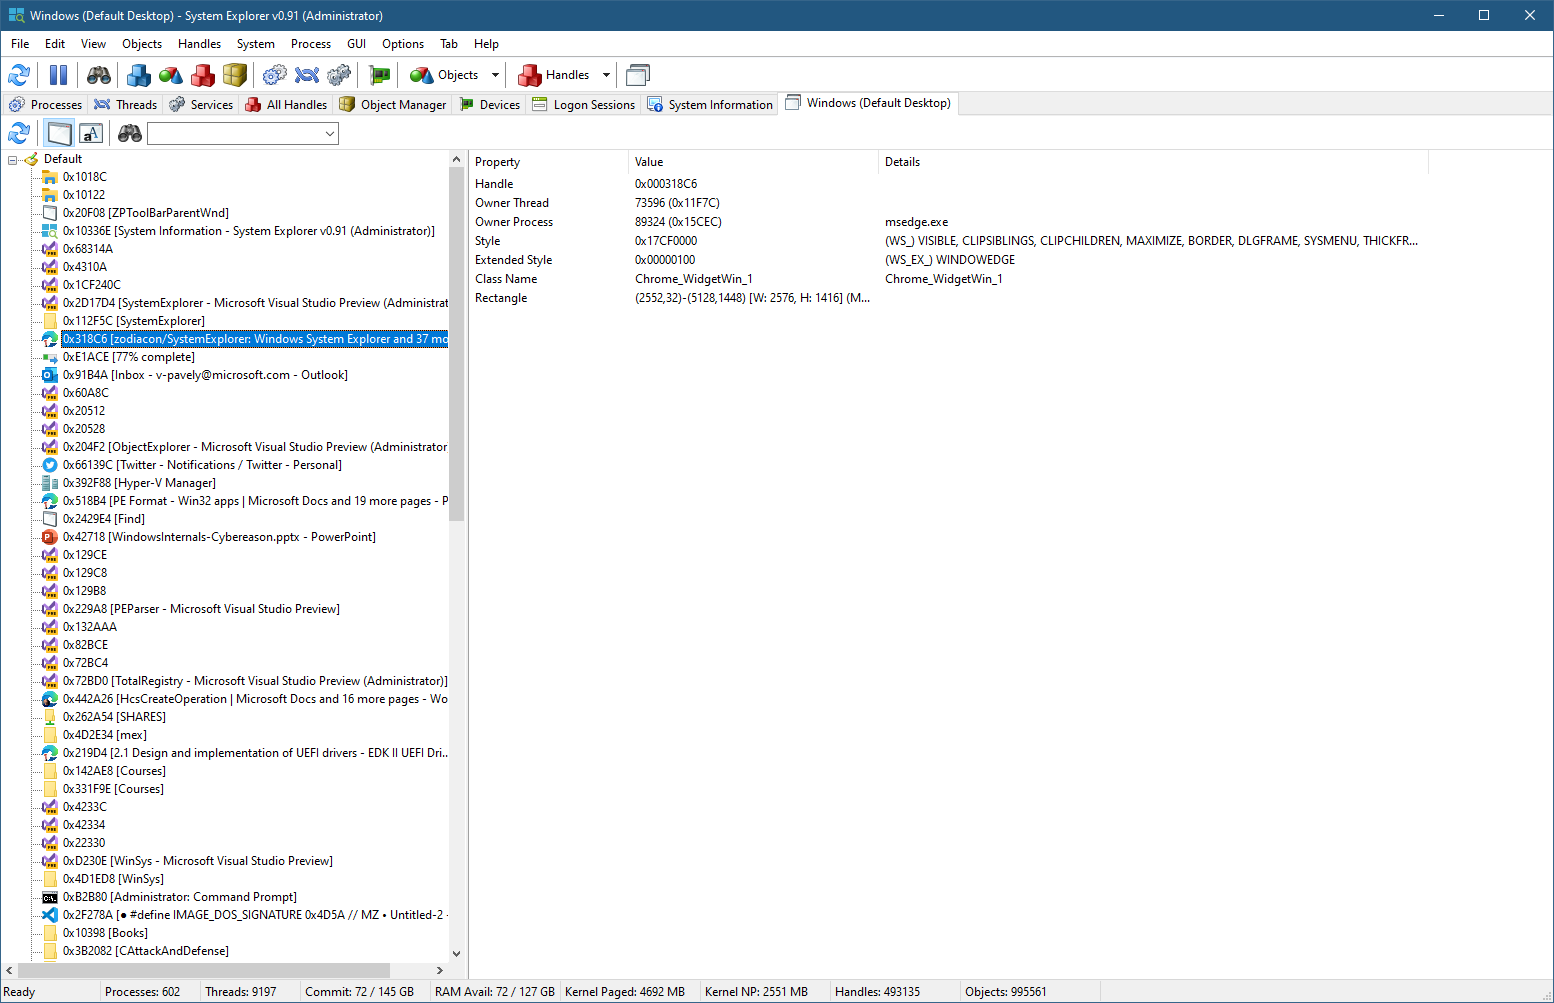 Windows (Default Desktop) - System Explorer v0.91 (Administrator)
File Edit View Objects Handles System Process GUI Options Tab Help
Objects Handles
Processes Threads Services All Handles Object Manager Devices Logon Sessions System Information Windows (Default Desktop)
Default
0x1018C
0x10122
0x20F08 [ZPToolBarParentWnd]
0x10336E [System Information - System Explorer v0.91 (Administrator)]
0x68314A
0x4310A
0x1CF240C
0x2D17D4 [SystemExplorer - Microsoft Visual Studio Preview (Administrat
0x112F5C [SystemExplorer]
0x318C6 [zodiacon/SystemExplorer: Windows System Explorer and 37 mo
0xE1ACE [77% complete]
0x91B4A [Inbox - v-pavely@microsoft.com - Outlook]
0x60A8C
0x20512
0x20528
0x204F2 [ObjectExplorer - Microsoft Visual Studio Preview (Administrator
0x66139C [Twitter - Notifications / Twitter - Personal]
0x392F88 [Hyper-V Manager]
0x518B4 [PE Format - Win32 apps | Microsoft Docs and 19 more pages - P
0x2429E4 [Find]
0x42718 [WindowsInternals-Cybereason.pptx - PowerPoint]
0x129CE
0x129C8
0x129B8
0x229A8 [PEParser - Microsoft Visual Studio Preview]
0x132AAA
0x82BCE
0x72BC4
0x72BD0 [TotalRegistry - Microsoft Visual Studio Preview (Administrator)]
0x442A26 [HcsCreateOperation | Microsoft Docs and 16 more pages - Wo
0x262A54 [SHARES]
0x4D2E34 [mex]
0x219D4 [2.1 Design and implementation of UEFI drivers - EDK II UEFI Dri...
0x142AE8 [Courses]
0x331F9E [Courses]
0x4233C
0x42334
0x22330
0xD230E [WinSys - Microsoft Visual Studio Preview]
0x4D1ED8 [WinSys]
0xB2B80 [Administrator: Command Prompt]
0x2F278A [● #define IMAGE_DOS_SIGNATURE 0x4D5A // MZ • Untitled-2 -
0x10398 [Books]
0x3B2082 [CAttackAndDefense]
Property Value Details
Handle 0x000318C6
Owner Thread 73596 (0x11F7C)
Owner Process 89324 (0x15CEC) msedge.exe
Style 0x17CF0000 (WS_) VISIBLE, CLIPSIBLINGS, CLIPCHILDREN, MAXIMIZE, BORDER, DLGFRAME, SYSMENU, THICKFR...
Extended Style 0x00000100 (WS_EX_) WINDOWEDGE
Class Name Chrome_WidgetWin_1 Chrome_WidgetWin_1
Rectangle (2552,32)-(5128,1448) [W: 2576, H: 1416] (M...
Ready Processes: 602 Threads: 9197 Commit: 72 / 145 GB RAM Avail: 72 / 127 GB Kernel Paged: 4692 MB Kernel NP: 2551 MB Handles: 493135 Objects: 995561